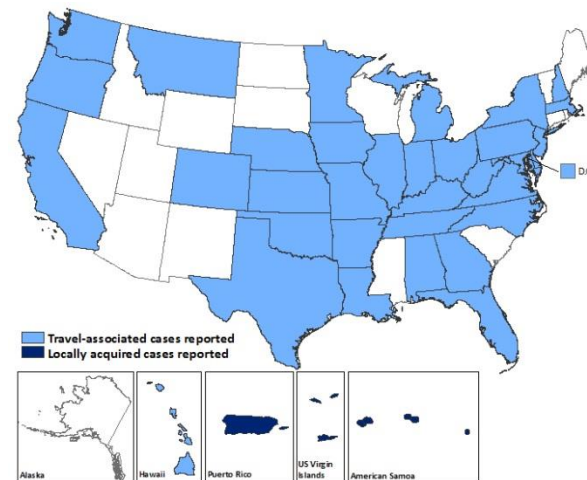 Travel-associated cases reported
Locally acquired cases reported
Alaska
Hawaii
Puerto Rico
US Virgin
Islands
American Samoa